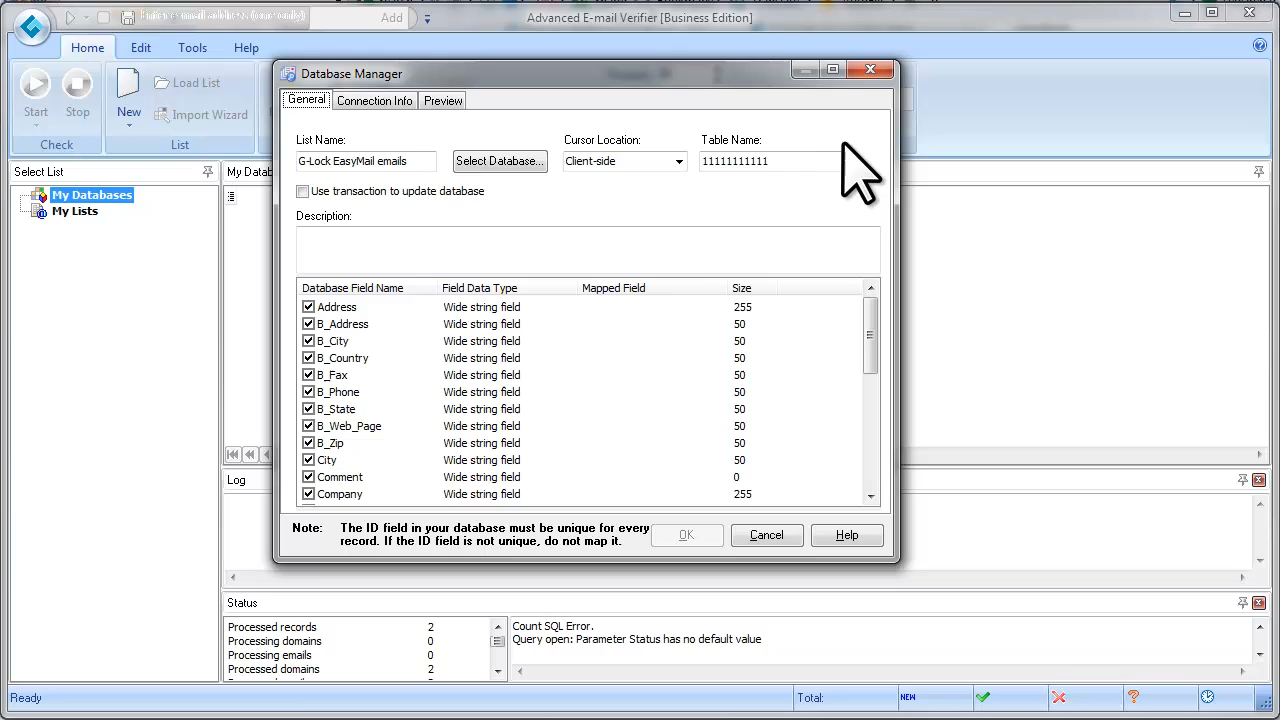 Enter e-mail address (one only)
Add
Advanced E-mail Verifier [Business Edition]
Home
Edit
Tools
Help
Start
Stop
New
Load List
Import Wizard
Check
List
Select List
My Databases
My Lists
Database Manager
General
Connection Info
Preview
List Name:
G-Lock EasyMail emails
Select Database...
Cursor Location:
Client-side
Table Name:
11111111111
Use transaction to update database
Description:
Database Field Name Field Data Type Mapped Field Size
Address Wide string field 255
B_Address Wide string field 50
B_City Wide string field 50
B_Country Wide string field 50
B_Fax Wide string field 50
B_Phone Wide string field 50
B_State Wide string field 50
B_Web_Page Wide string field 50
B_Zip Wide string field 50
City Wide string field 50
Comment Wide string field 0
Company Wide string field 255
Note: The ID field in your database must be unique for every
record. If the ID field is not unique, do not map it.
OK
Cancel
Help
Log
Status
Processed records 2
Processing domains 0
Processing emails 0
Processed domains 2
Count SQL Error.
Query open: Parameter Status has no default value
Ready
Total:
NEW